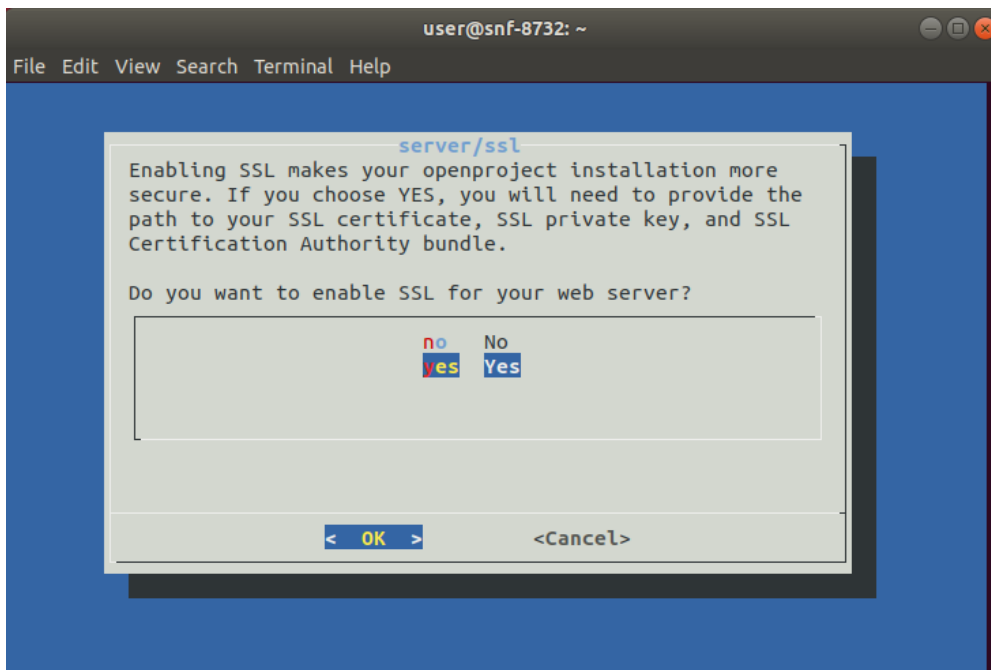 user@snf-8732: ~
File Edit View Search Terminal Help
server/ssl
Enabling SSL makes your openproject installation more
secure. If you choose YES, you will need to provide the
path to your SSL certificate, SSL private key, and SSL
Certification Authority bundle.
Do you want to enable SSL for your web server?
no No
yes Yes
< OK > <Cancel>